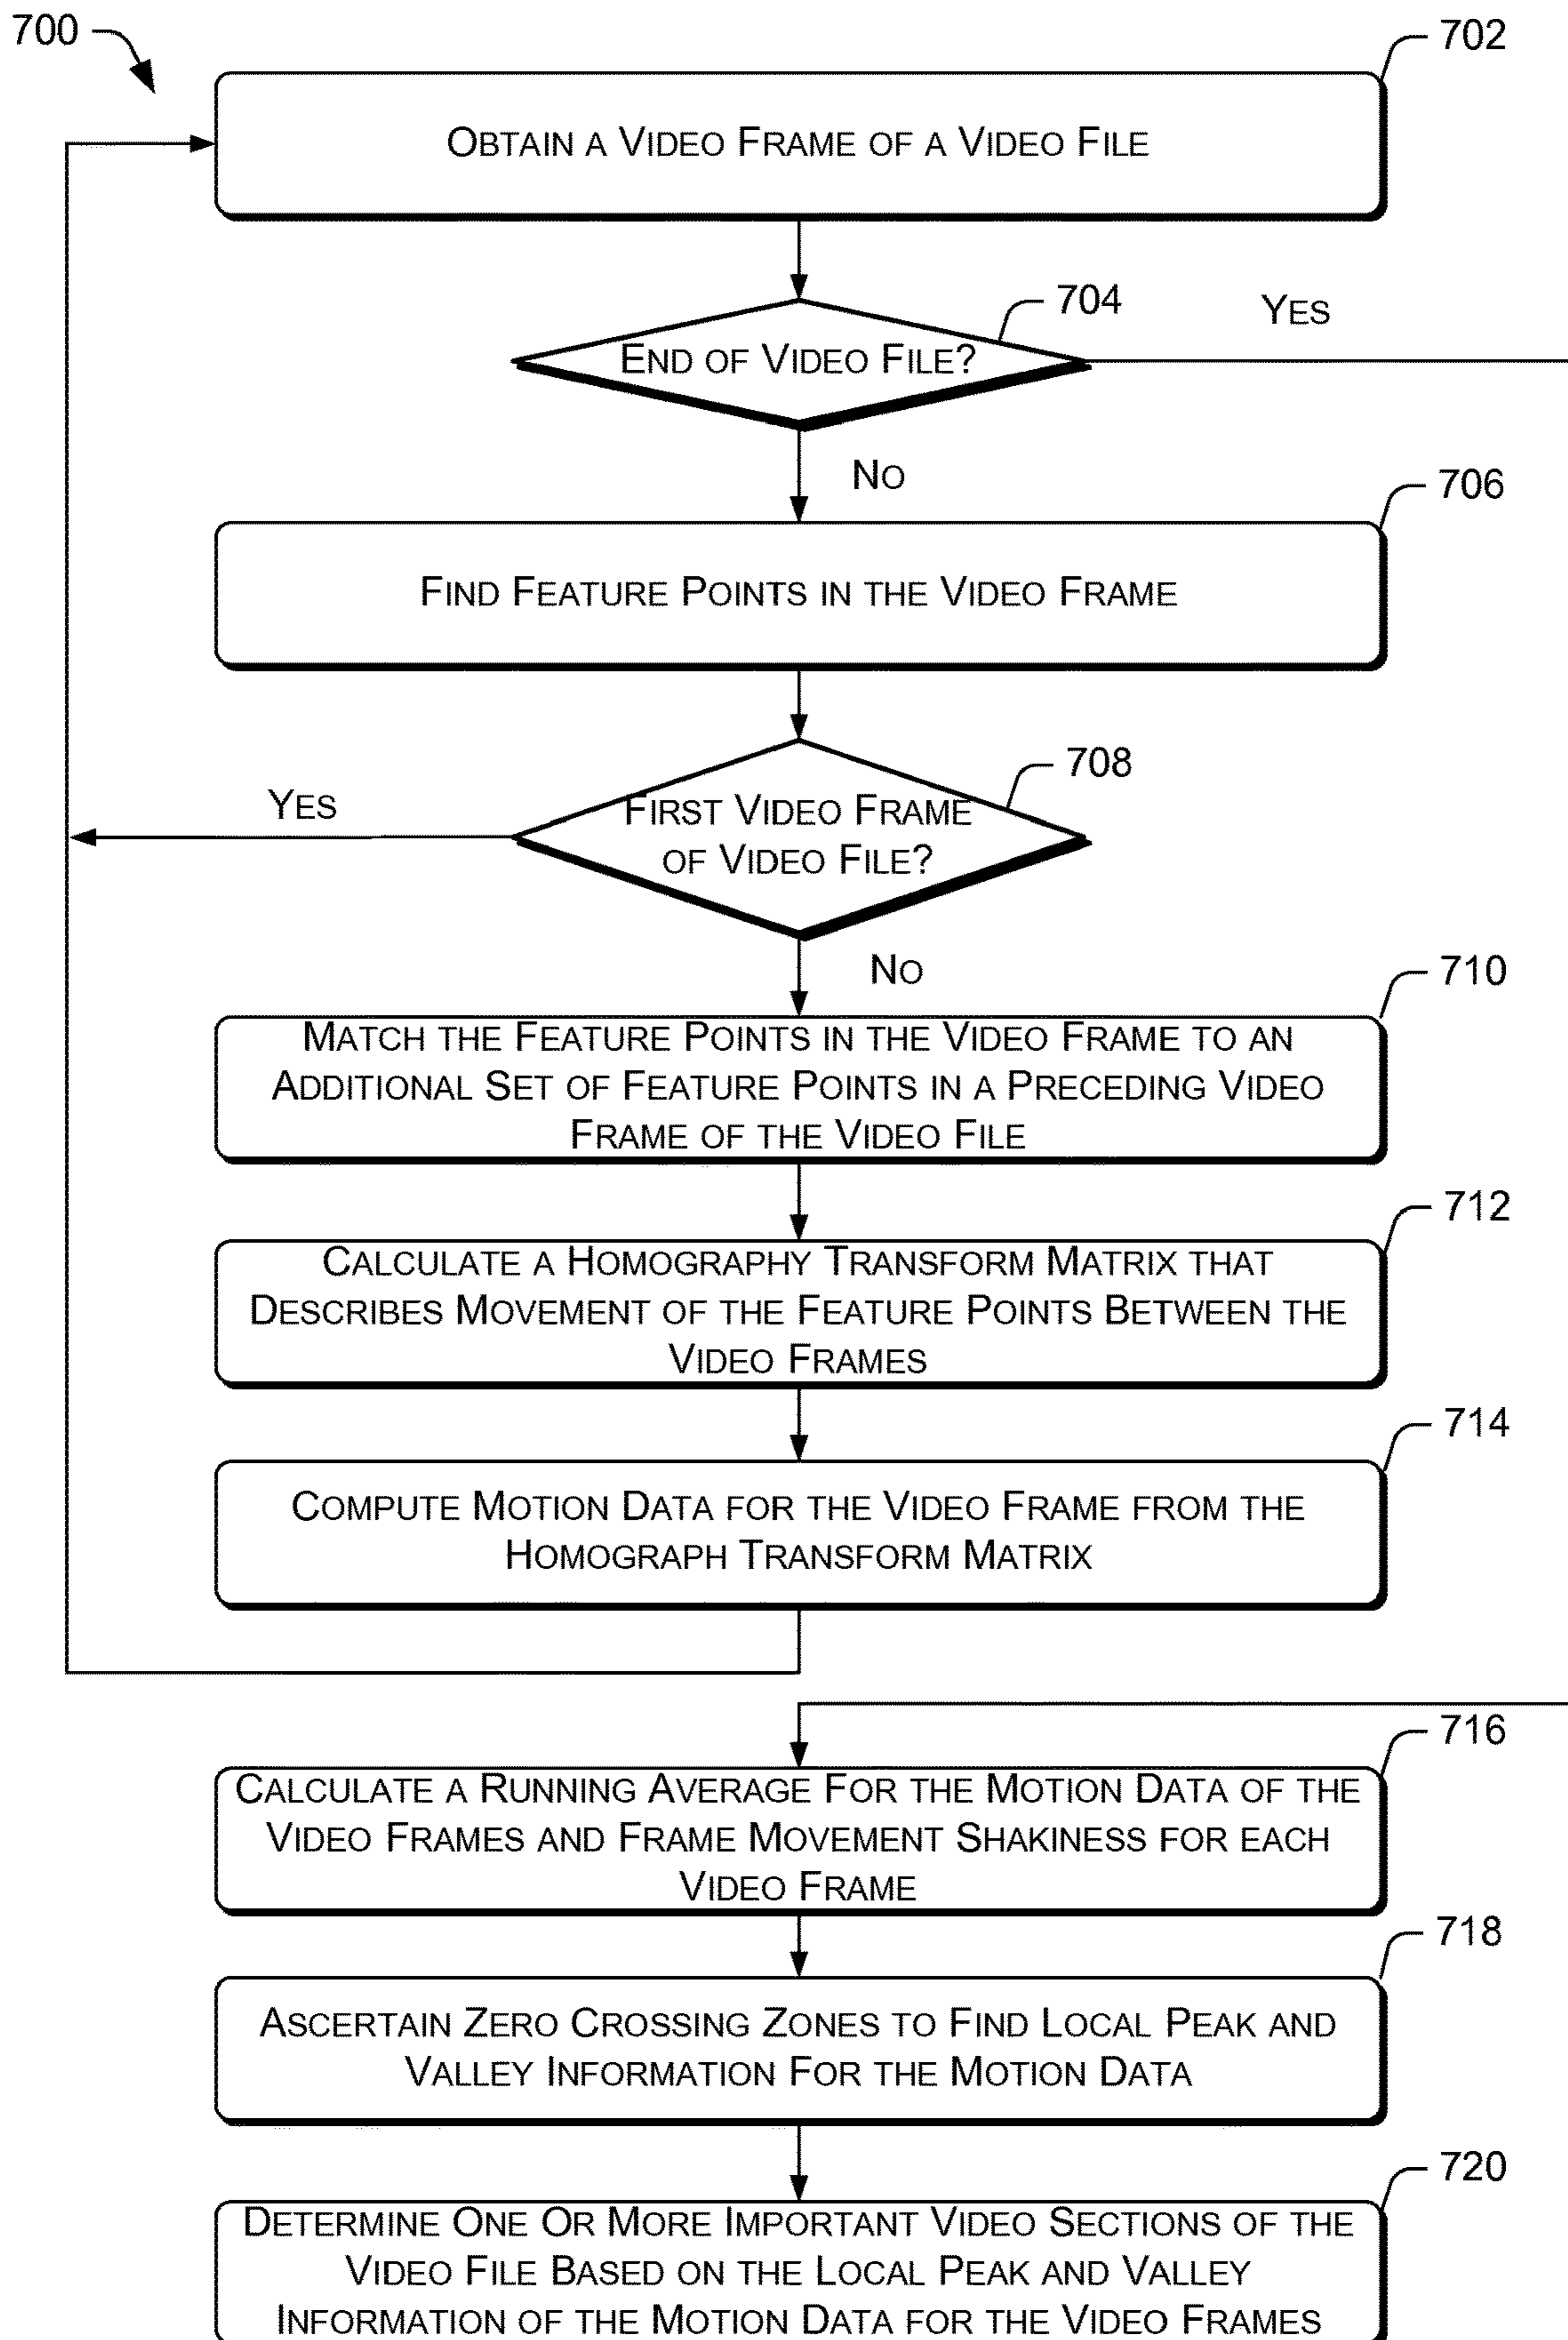 700
702
OBTAIN A VIDEO FRAME OF A VIDEO FILE
704
YES
END OF VIDEO FILE?
NO
706
FIND FEATURE POINTS IN THE VIDEO FRAME
708
YES
FIRST VIDEO FRAME
OF VIDEO FILE?
NO
710
MATCH THE FEATURE POINTS IN THE VIDEO FRAME TO AN
ADDITIONAL SET OF FEATURE POINTS IN A PRECEDING VIDEO
FRAME OF THE VIDEO FILE
712
CALCULATE A HOMOGRAPHY TRANSFORM MATRIX THAT
DESCRIBES MOVEMENT OF THE FEATURE POINTS BETWEEN THE
VIDEO FRAMES
714
COMPUTE MOTION DATA FOR THE VIDEO FRAME FROM THE
HOMOGRAPH TRANSFORM MATRIX
716
CALCULATE A RUNNING AVERAGE FOR THE MOTION DATA OF THE
VIDEO FRAMES AND FRAME MOVEMENT SHAKINESS FOR EACH
VIDEO FRAME
718
ASCERTAIN ZERO CROSSING ZONES TO FIND LOCAL PEAK AND
VALLEY INFORMATION FOR THE MOTION DATA
720
DETERMINE ONE OR MORE IMPORTANT VIDEO SECTIONS OF THE
VIDEO FILE BASED ON THE LOCAL PEAK AND VALLEY
INFORMATION OF THE MOTION DATA FOR THE VIDEO FRAMES